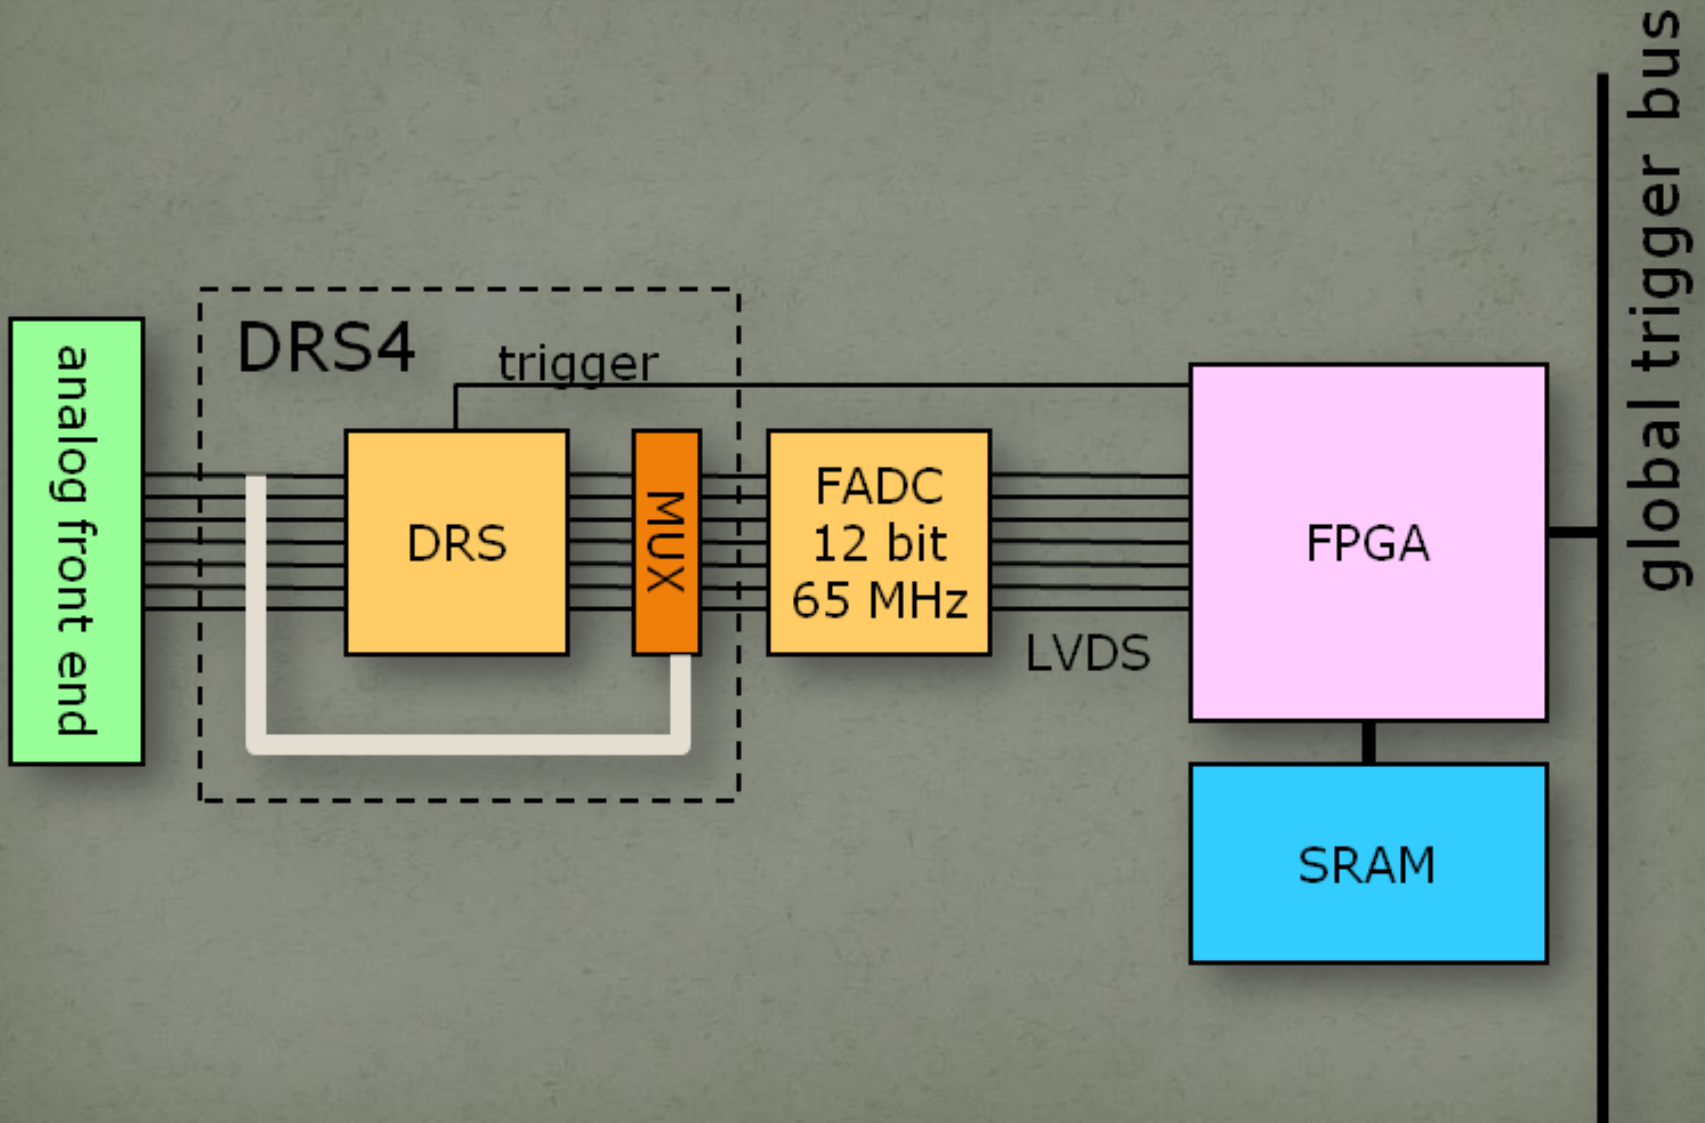 global trigger bus
DRS4
trigger
analog front end
DRS
MUX
FADC
12 bit
65 MHz
FPGA
LVDS
SRAM